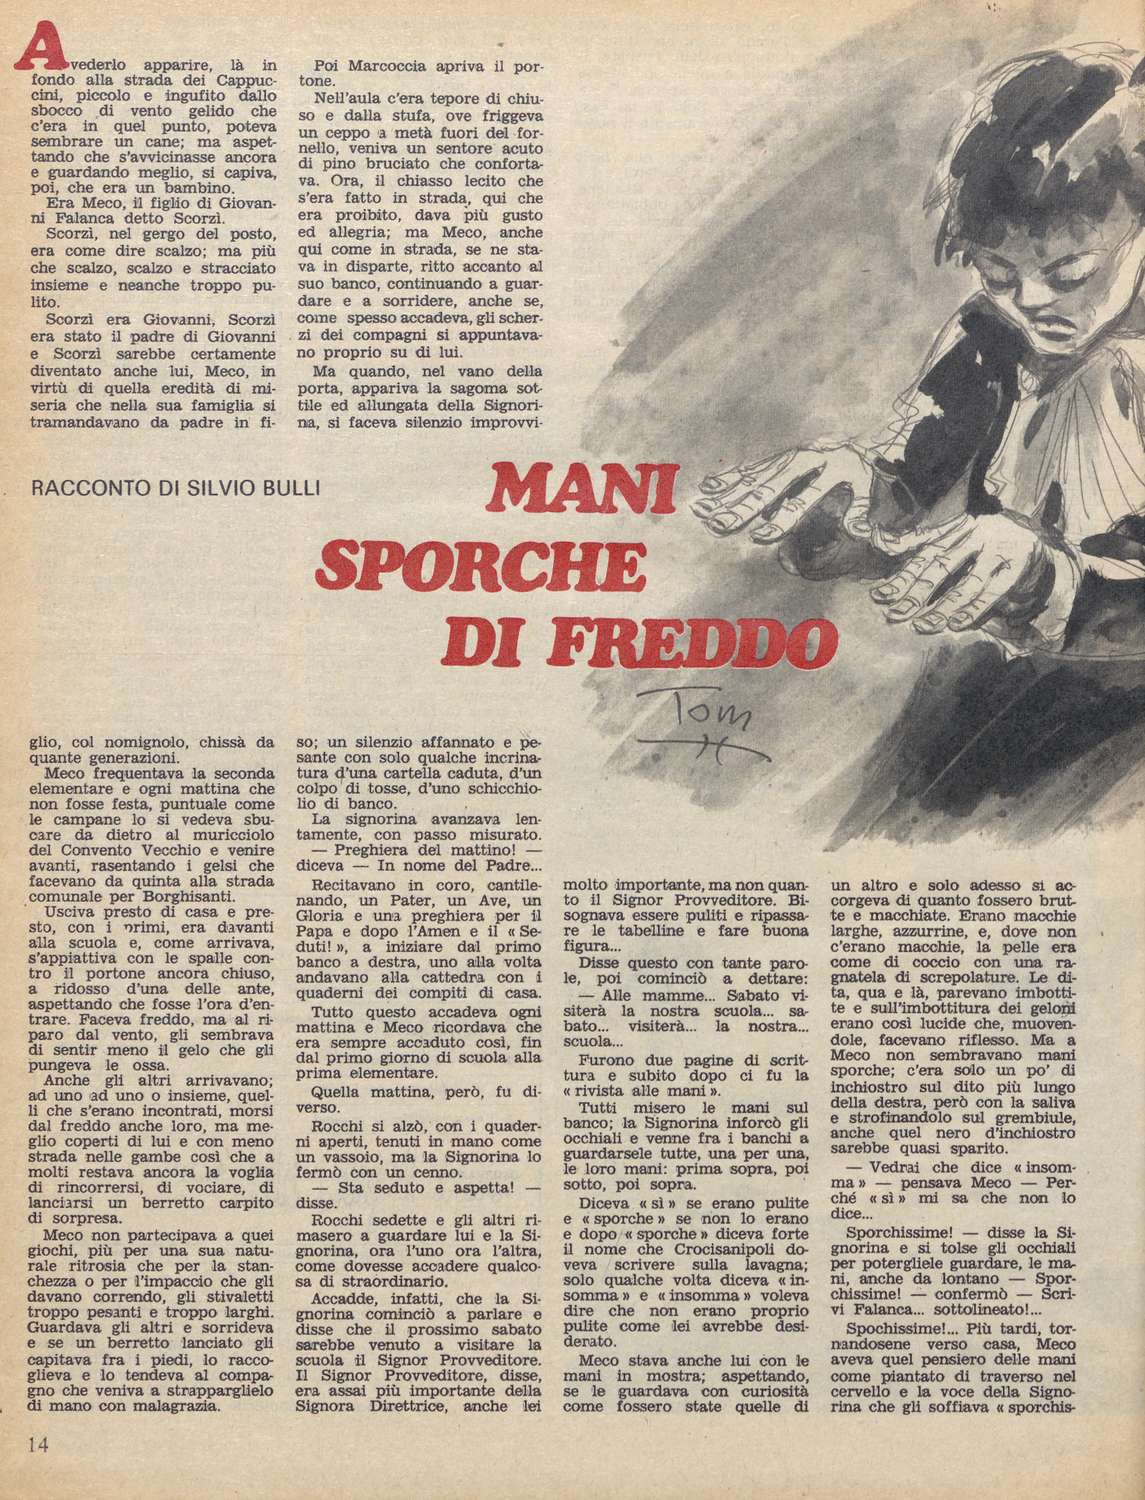 A vederlo apparire, là in
fondo alla strada dei Cappuc-
cini, piccolo e ingufito dallo
sbocco di vento gelido che
c'era in quel punto, poteva
sembrare un cane; ma aspet-
tando che s'avvicinasse ancora
e guardando meglio, si capiva,
poi, che era un bambino.
Era Meco, il figlio di Giovan-
ni Falanca detto Scorzì.
Scorzì, nel gergo del posto,
era come dire scalzo; ma più
che scalzo, scalzo e stracciato
insieme e neanche troppo pu-
lito.
Scorzì era Giovanni, Scorzì
era stato il padre di Giovanni
e Scorzì sarebbe certamente
diventato anche lui, Meco, in
virtù di quella eredità di mi-
seria che nella sua famiglia si
tramandavano da padre in fi-
Poi Marcoccia apriva il por-
tone.
Nell'aula c'era tepore di chiu-
so e dalla stufa, ove friggeva
un ceppo a metà fuori del for-
nello, veniva un sentore acuto
di pino bruciato che conforta-
va. Ora, il chiasso lecito che
s'era fatto in strada, qui che
era proibito, dava più gusto
ed allegria; ma Meco, anche
qui come in strada, se ne sta-
va in disparte, ritto accanto al
suo banco, continuando a guar-
dare e a sorridere, anche se,
come spesso accadeva, gli scher-
zi dei compagni si appuntava-
no proprio su di lui.
Ma quando, nel vano della
porta, appariva la sagoma sot-
tile ed allungata della Signori-
na, si faceva silenzio improvvi-
RACCONTO DI SILVIO BULLI
MANI
SPORCHE
DI FREDDO
Tom
glio, col nomignolo, chissà da
quante generazioni.
Meco frequentava la seconda
elementare e ogni mattina che
non fosse festa, puntuale come
le campane lo si vedeva sbu-
care da dietro al muricciolo
del Convento Vecchio e venire
avanti, rasentando i gelsi che
facevano da quinta alla strada
comunale per Borghisanti.
Usciva presto di casa e pre-
sto, con i primi, era davanti
alla scuola e, come arrivava,
s'appiattiva con le spalle con-
tro il portone ancora chiuso,
a ridosso d'una delle ante,
aspettando che fosse l'ora d'en-
trare. Faceva freddo, ma al ri-
paro dal vento, gli sembrava
di sentir meno il gelo che gli
pungeva le ossa.
Anche gli altri arrivavano;
ad uno ad uno o insieme, quel-
li che s'erano incontrati, morsi
dal freddo anche loro, ma me-
glio coperti di lui e con meno
strada nelle gambe così che a
molti restava ancora la voglia
di rincorrersi, di vociare, di
lanciarsi un berretto carpito
di sorpresa.
Meco non partecipava a quei
giochi, più per una sua natu-
rale ritrosia che per la stan-
chezza o per l'impaccio che gli
davano correndo, gli stivaletti
troppo pesanti e troppo larghi.
Guardava gli altri e sorrideva
e se un berretto lanciato gli
capitava fra i piedi, lo racco-
glieva e lo tendeva al compa-
gno che veniva a strapparglielo
di mano con malagrazia.
so; un silenzio affannato e pe-
sante con solo qualche incrina-
tura d'una cartella caduta, d'un
colpo di tosse, d'uno schicchio-
lio di banco.
La signorina avanzava len-
tamente, con passo misurato.
— Preghiera del mattino! —
diceva — In nome del Padre...
Recitavano in coro, cantile-
nando, un Pater, un Ave, un
Gloria e una preghiera per il
Papa e dopo l'Amen e il « Se-
duti! », a iniziare dal primo
banco a destra, uno alla volta
andavano alla cattedra con i
quaderni dei compiti di casa.
Tutto questo accadeva ogni
mattina e Meco ricordava che
era sempre accaduto così, fin
dal primo giorno di scuola alla
prima elementare.
Quella mattina, però, fu di-
verso.
Rocchi si alzò, con i quader-
ni aperti, tenuti in mano come
un vassoio, ma la Signorina lo
fermò con un cenno.
— Sta seduto e aspetta! —
disse.
Rocchi sedette e gli altri ri-
masero a guardare lui e la Si-
gnorina, ora l'uno ora l'altra,
come dovesse accadere qualco-
sa di straordinario.
Accadde, infatti, che la Si-
gnorina cominciò a parlare e
disse che il prossimo sabato
sarebbe venuto a visitare la
scuola il Signor Provveditore.
Il Signor Provveditore, disse,
era assai più importante della
Signora Direttrice, anche lei
molto importante, ma non quan-
to il Signor Provveditore. Bi-
sognava essere puliti e ripassa-
re le tabelline e fare buona
figura...
Disse questo con tante paro-
le, poi cominciò a dettare:
— Alle mamme... Sabato vi-
siterà la nostra scuola... sa-
bato... visiterà... la nostra...
scuola...
Furono due pagine di scrit-
tura e subito dopo ci fu la
« rivista alle mani ».
Tutti misero le mani sul
banco; la Signorina inforcò gli
occhiali e venne fra i banchi a
guardarsele tutte, una per una,
le loro mani: prima sopra, poi
sotto, poi sopra.
Diceva « sì » se erano pulite
e « sporche » se non lo erano
e dopo « sporche » diceva forte
il nome che Crocisanipoli do-
veva scrivere sulla lavagna;
solo qualche volta diceva « in-
somma » e « insomma » voleva
dire che non erano proprio
pulite come lei avrebbe desi-
derato.
Meco stava anche lui con le
mani in mostra; aspettando,
se le guardava con curiosità
come fossero state quelle di
un altro e solo adesso si ac-
corgeva di quanto fossero brut-
te e macchiate. Erano macchie
larghe, azzurrine, e, dove non
c'erano macchie, la pelle era
come di coccio con una ra-
gnatela di screpolature. Le di-
ta, qua e là, parevano imbotti-
te e sull'imbottitura dei geloni
erano così lucide che, muoven-
dole, facevano riflesso. Ma a
Meco non sembravano mani
sporche; c'era solo un po' di
inchiostro sul dito più lungo
della destra, però con la saliva
e strofinandolo sul grembiule,
anche quel nero d'inchiostro
sarebbe quasi sparito.
— Vedrai che dice « insom-
ma » — pensava Meco — Per-
ché « sì » mi sa che non lo
dice...
Sporchissime! — disse la Si-
gnorina e si tolse gli occhiali
per potergliele guardare, le ma-
ni, anche da lontano — Spor-
chissime! — confermò — Scri-
vi Falanca... sottolineato!...
Spochissime!... Più tardi, tor-
nandosene verso casa, Meco
aveva quel pensiero delle mani
come piantato di traverso nel
cervello e la voce della Signo-
rina che gli soffiava « sporchis-
14